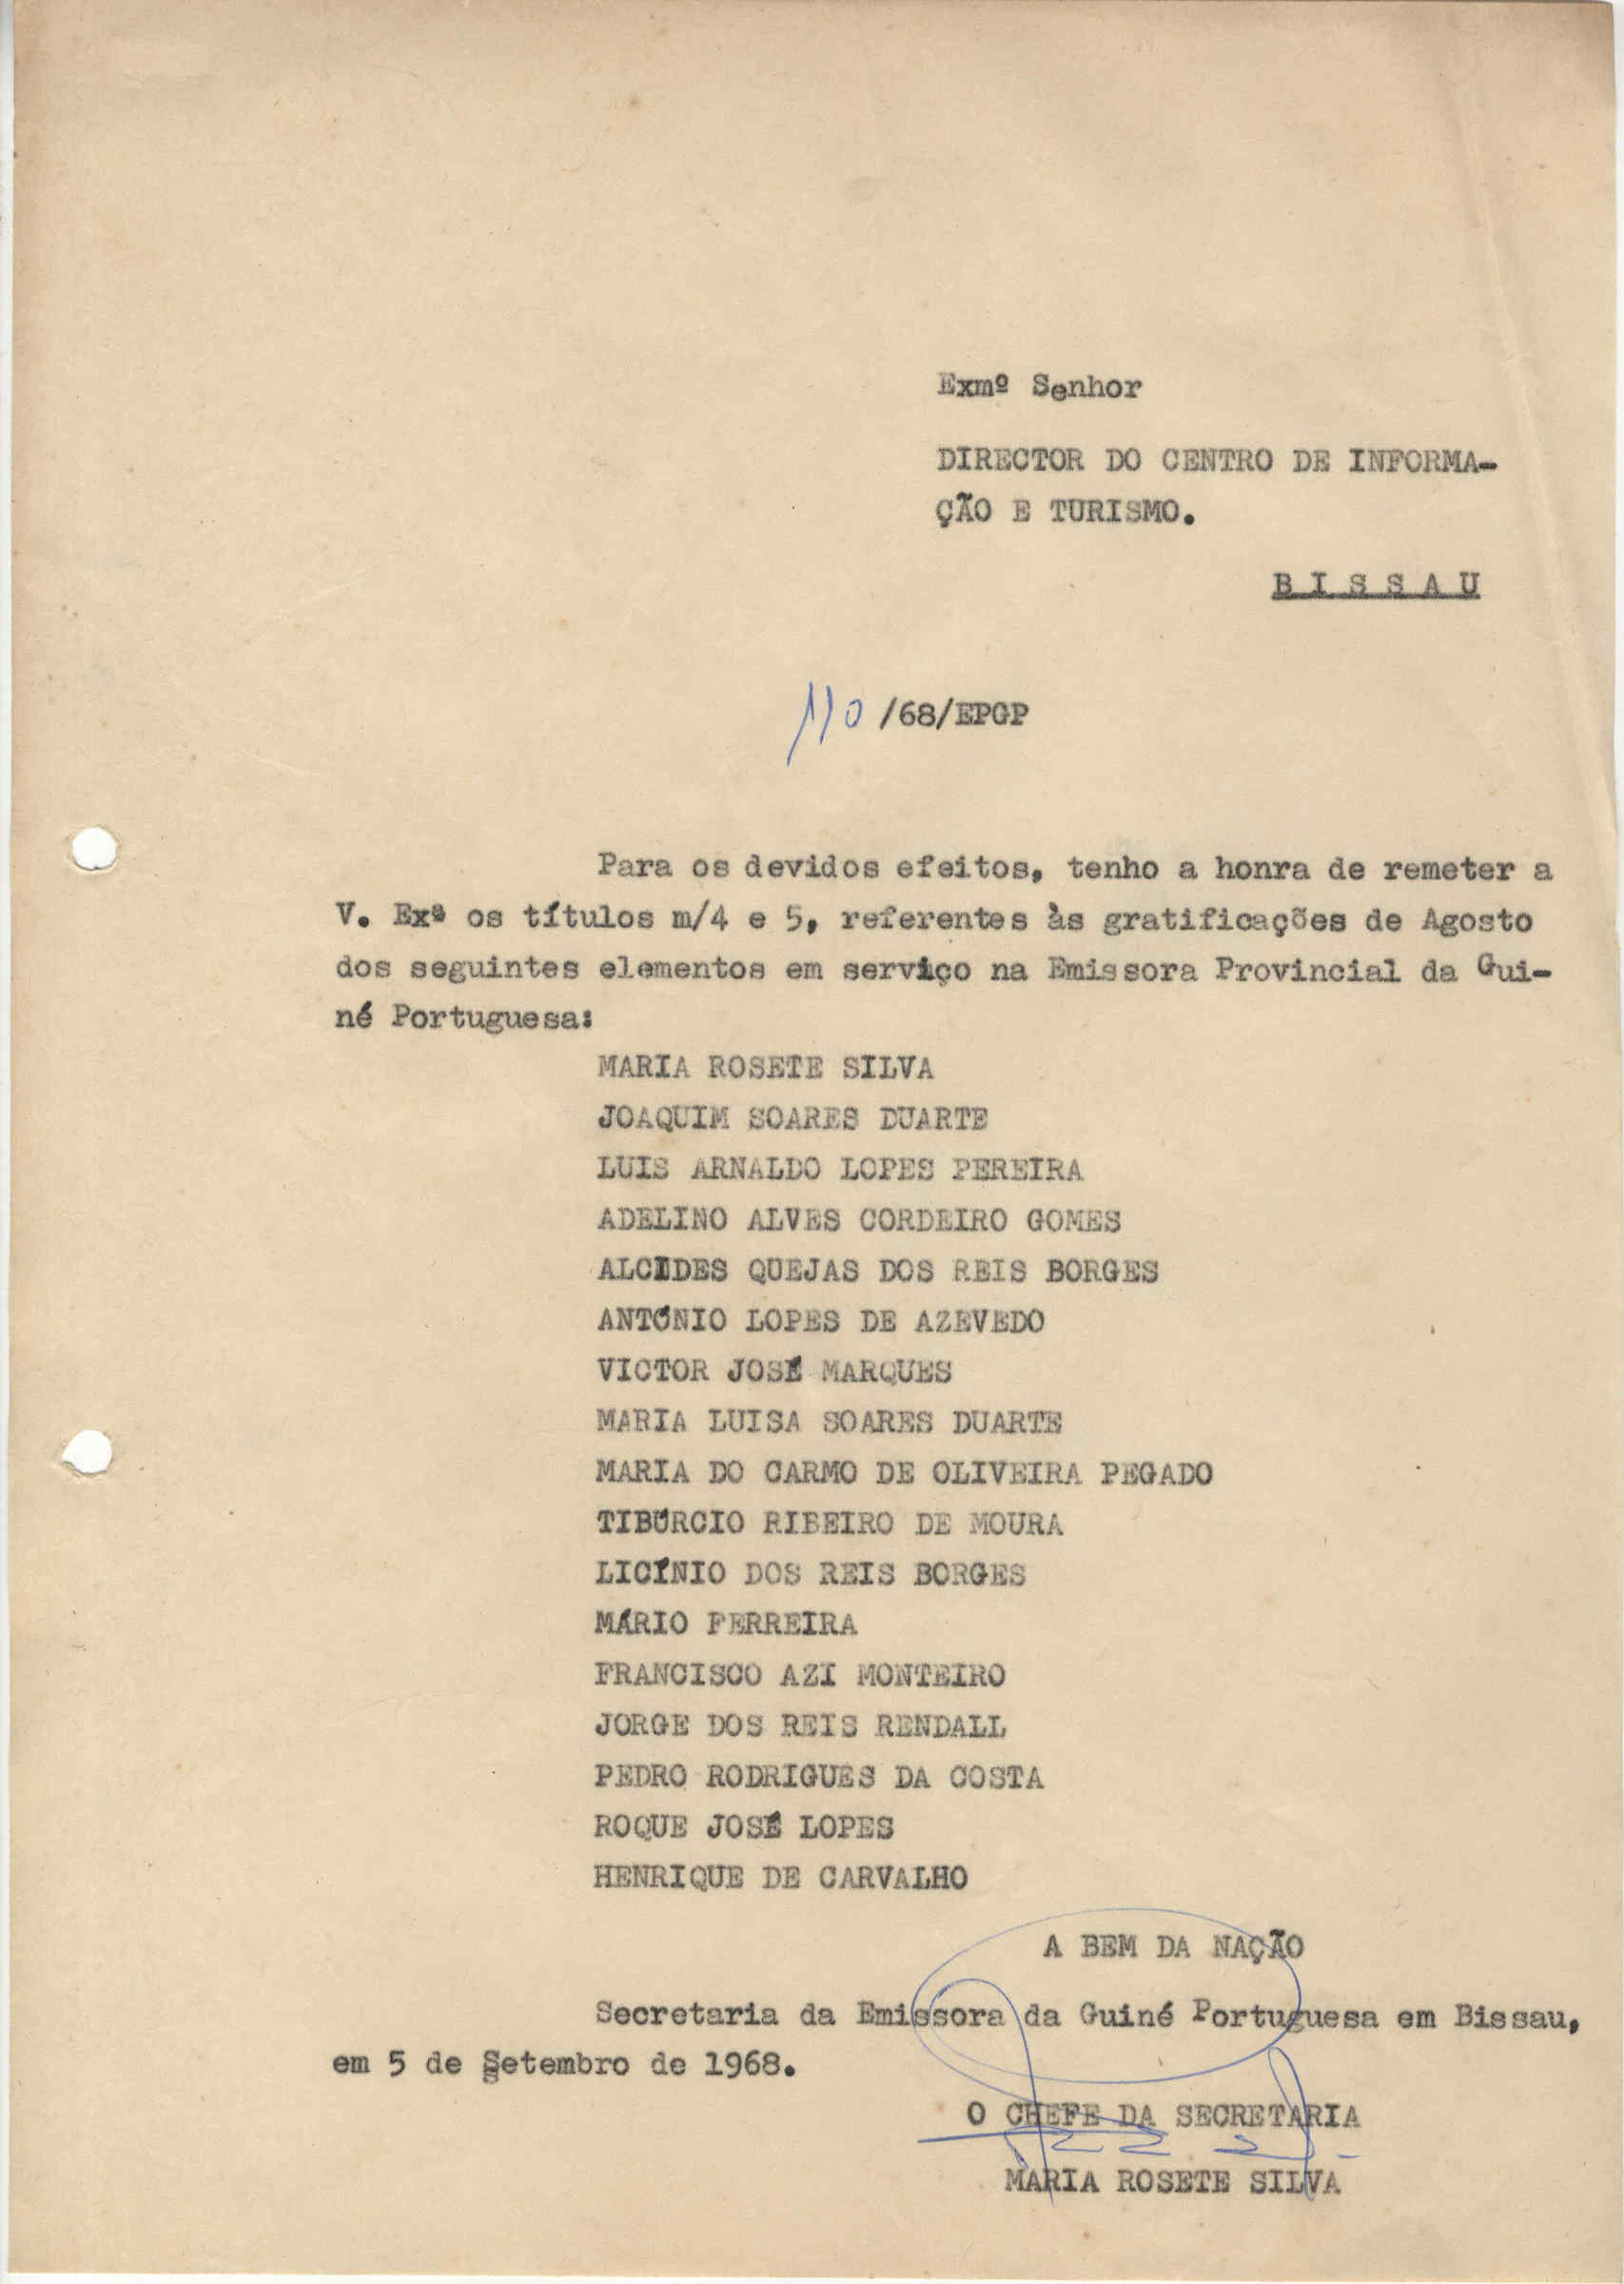 Exmº Senhor
DIRECTOR DO CENTRO DE INFORMA-
ÇÃO E TURISMO.
B I S S A U
110/68/EPGP
Para os devidos efeitos, tenho a honra de remeter a
V. Exª os títulos m/4 e 5, referentes às gratificações de Agosto
dos seguintes elementos em serviço na Emissora Provincial da Gui-
né Portuguesa:
MARIA ROSETE SILVA
JOAQUIM SOARES DUARTE
LUIS ARNALDO LOPES PEREIRA
ADELINO ALVES CORDEIRO GOMES
ALCIDES QUEJAS DOS REIS BORGES
ANTÓNIO LOPES DE AZEVEDO
VICTOR JOSÉ MARQUES
MARIA LUISA SOARES DUARTE
MARIA DO CARMO DE OLIVEIRA PEGADO
TIBÚRCIO RIBEIRO DE MOURA
LICÍNIO DOS REIS BORGES
MÁRIO FERREIRA
FRANCISCO AZI MONTEIRO
JORGE DOS REIS RENDALL
PEDRO RODRIGUES DA COSTA
ROQUE JOSÉ LOPES
HENRIQUE DE CARVALHO
A BEM DA NAÇÃO
Secretaria da Emissora da Guiné Portuguesa em Bissau,
em 5 de Setembro de 1968.
O CHEFE DA SECRETARIA
MARIA ROSETE SILVA